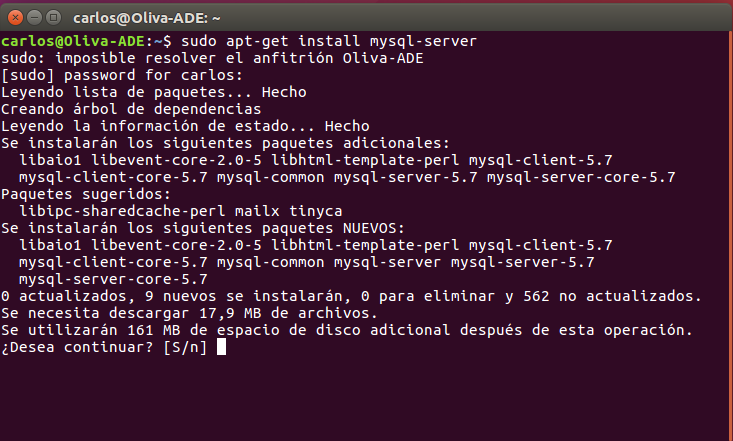 carlos@Oliva-ADE: ~
carlos@Oliva-ADE:~$ sudo apt-get install mysql-server
sudo: imposible resolver el anfitrión Oliva-ADE
[sudo] password for carlos:
Leyendo lista de paquetes... Hecho
Creando árbol de dependencias
Leyendo la información de estado... Hecho
Se instalarán los siguientes paquetes adicionales:
  libaio1 libevent-core-2.0-5 libhtml-template-perl mysql-client-5.7
  mysql-client-core-5.7 mysql-common mysql-server-5.7 mysql-server-core-5.7
Paquetes sugeridos:
  libipc-sharedcache-perl mailx tinyca
Se instalarán los siguientes paquetes NUEVOS:
  libaio1 libevent-core-2.0-5 libhtml-template-perl mysql-client-5.7
  mysql-client-core-5.7 mysql-common mysql-server mysql-server-5.7
  mysql-server-core-5.7
0 actualizados, 9 nuevos se instalarán, 0 para eliminar y 562 no actualizados.
Se necesita descargar 17,9 MB de archivos.
Se utilizarán 161 MB de espacio de disco adicional después de esta operación.
¿Desea continuar? [S/n]